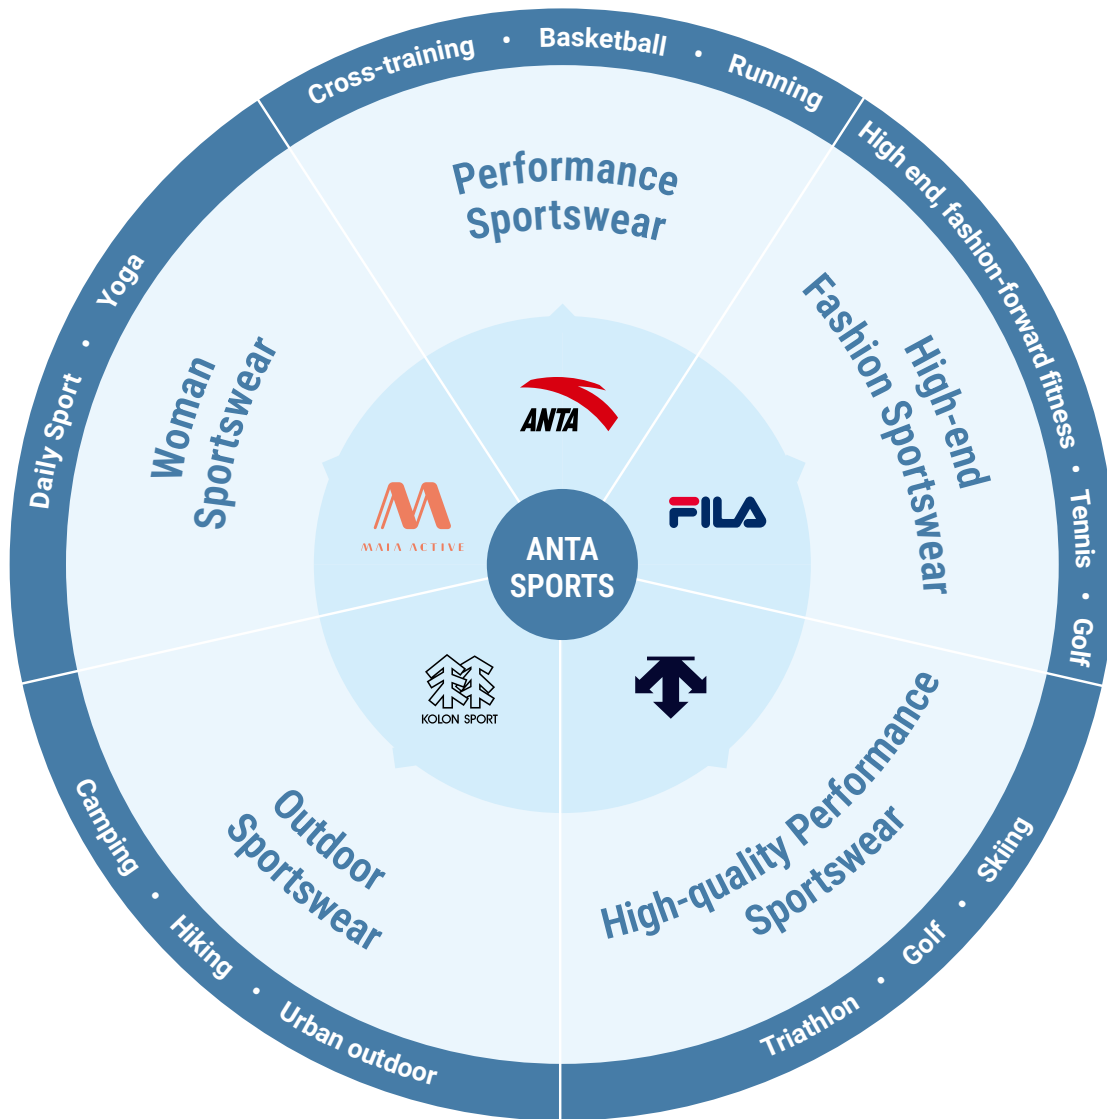 Cross-training • Basketball • Running
Performance
Sportswear
ANTA
High end, fashion-forward fitness • Tennis • Golf
High-end
Fashion Sportswear
FILA
Skiing • Golf • Triathlon
High-quality Performance
Sportswear
Camping • Hiking • Urban outdoor
Outdoor
Sportswear
KOLON SPORT
Daily Sport • Yoga
Woman
Sportswear
MAIA ACTIVE
ANTA
SPORTS